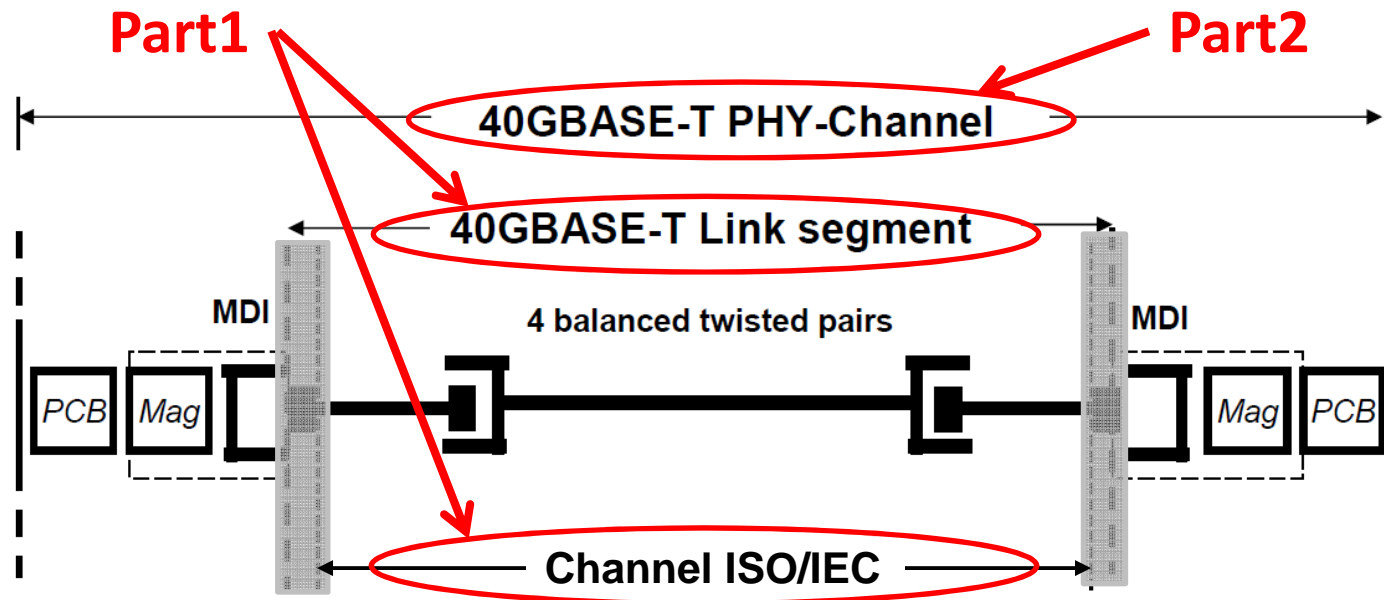 Part1
Part2
40GBASE-T PHY-Channel
40GBASE-T Link segment
MDI
4 balanced twisted pairs
MDI
PCB
Mag
Mag
PCB
Channel ISO/IEC